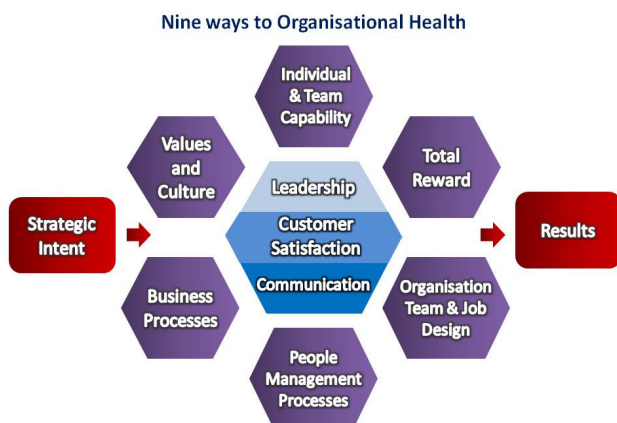 Nine ways to Organisational Health
Individual
& Team
Capability
Values
and
Culture
Total
Reward
Leadership
Customer
Satisfaction
Communication
Strategic
Intent
Results
Business
Processes
Organisation
Team & Job
Design
People
Management
Processes